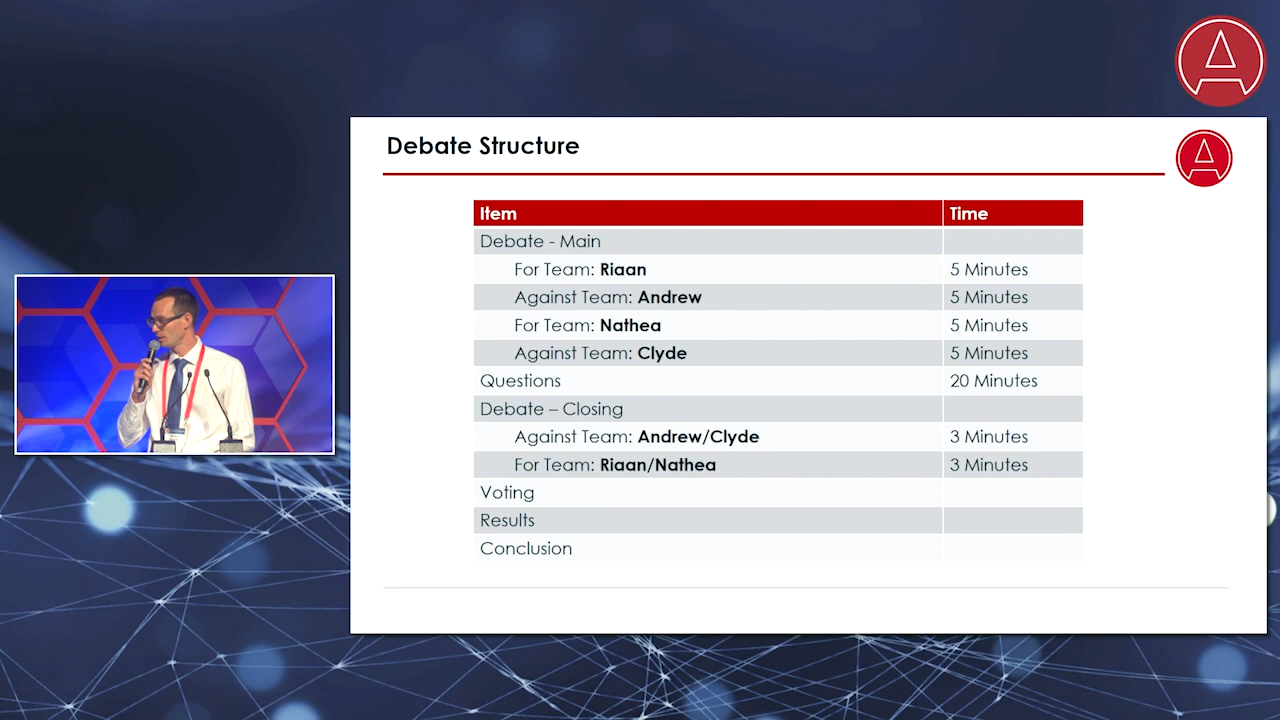 Debate Structure
Item Time
Debate - Main
For Team: Riaan 5 Minutes
Against Team: Andrew 5 Minutes
For Team: Nathea 5 Minutes
Against Team: Clyde 5 Minutes
Questions 20 Minutes
Debate – Closing
Against Team: Andrew/Clyde 3 Minutes
For Team: Riaan/Nathea 3 Minutes
Voting
Results
Conclusion